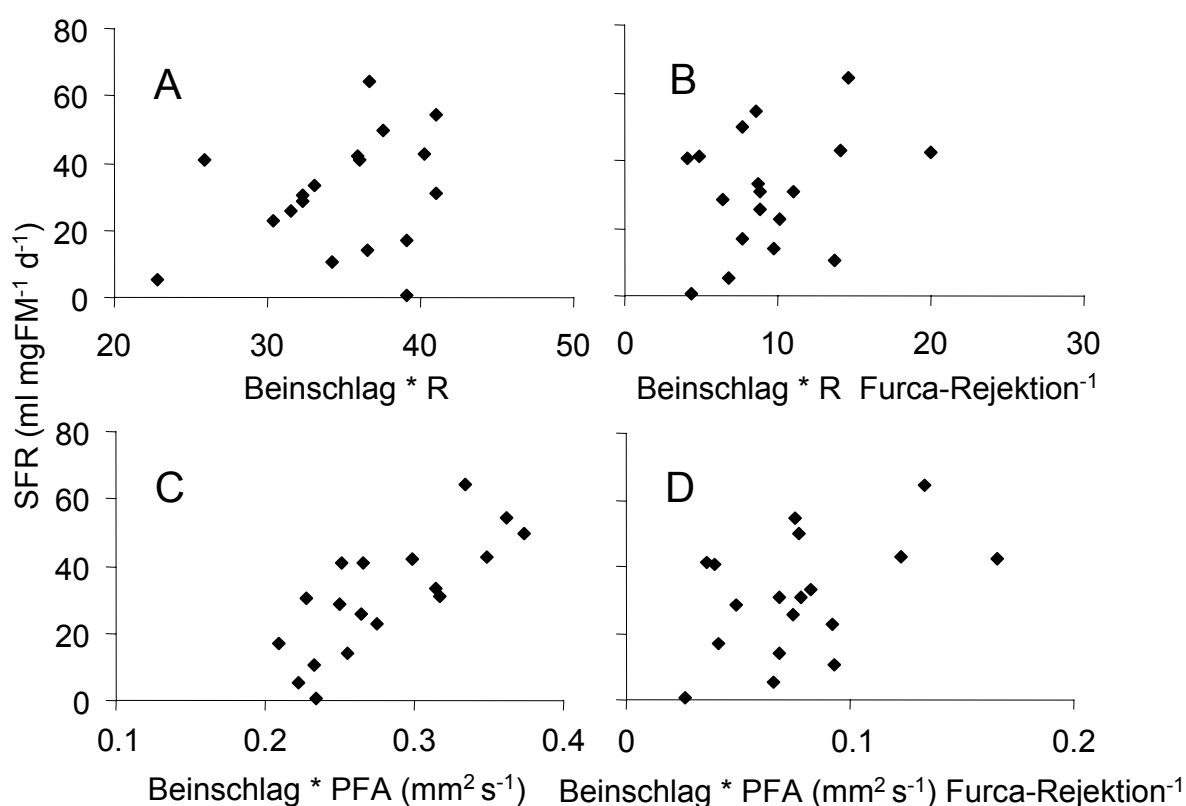 SFR (ml mgFM⁻¹ d⁻¹)
A
80
60
40
20
0
20 30 40 50
Beinschlag * R
B
0 10 20 30
Beinschlag * R Furca-Rejektion⁻¹
C
80
60
40
20
0
0.1 0.2 0.3 0.4
Beinschlag * PFA (mm² s⁻¹)
D
0 0.1 0.2
Beinschlag * PFA (mm² s⁻¹) Furca-Rejektion⁻¹